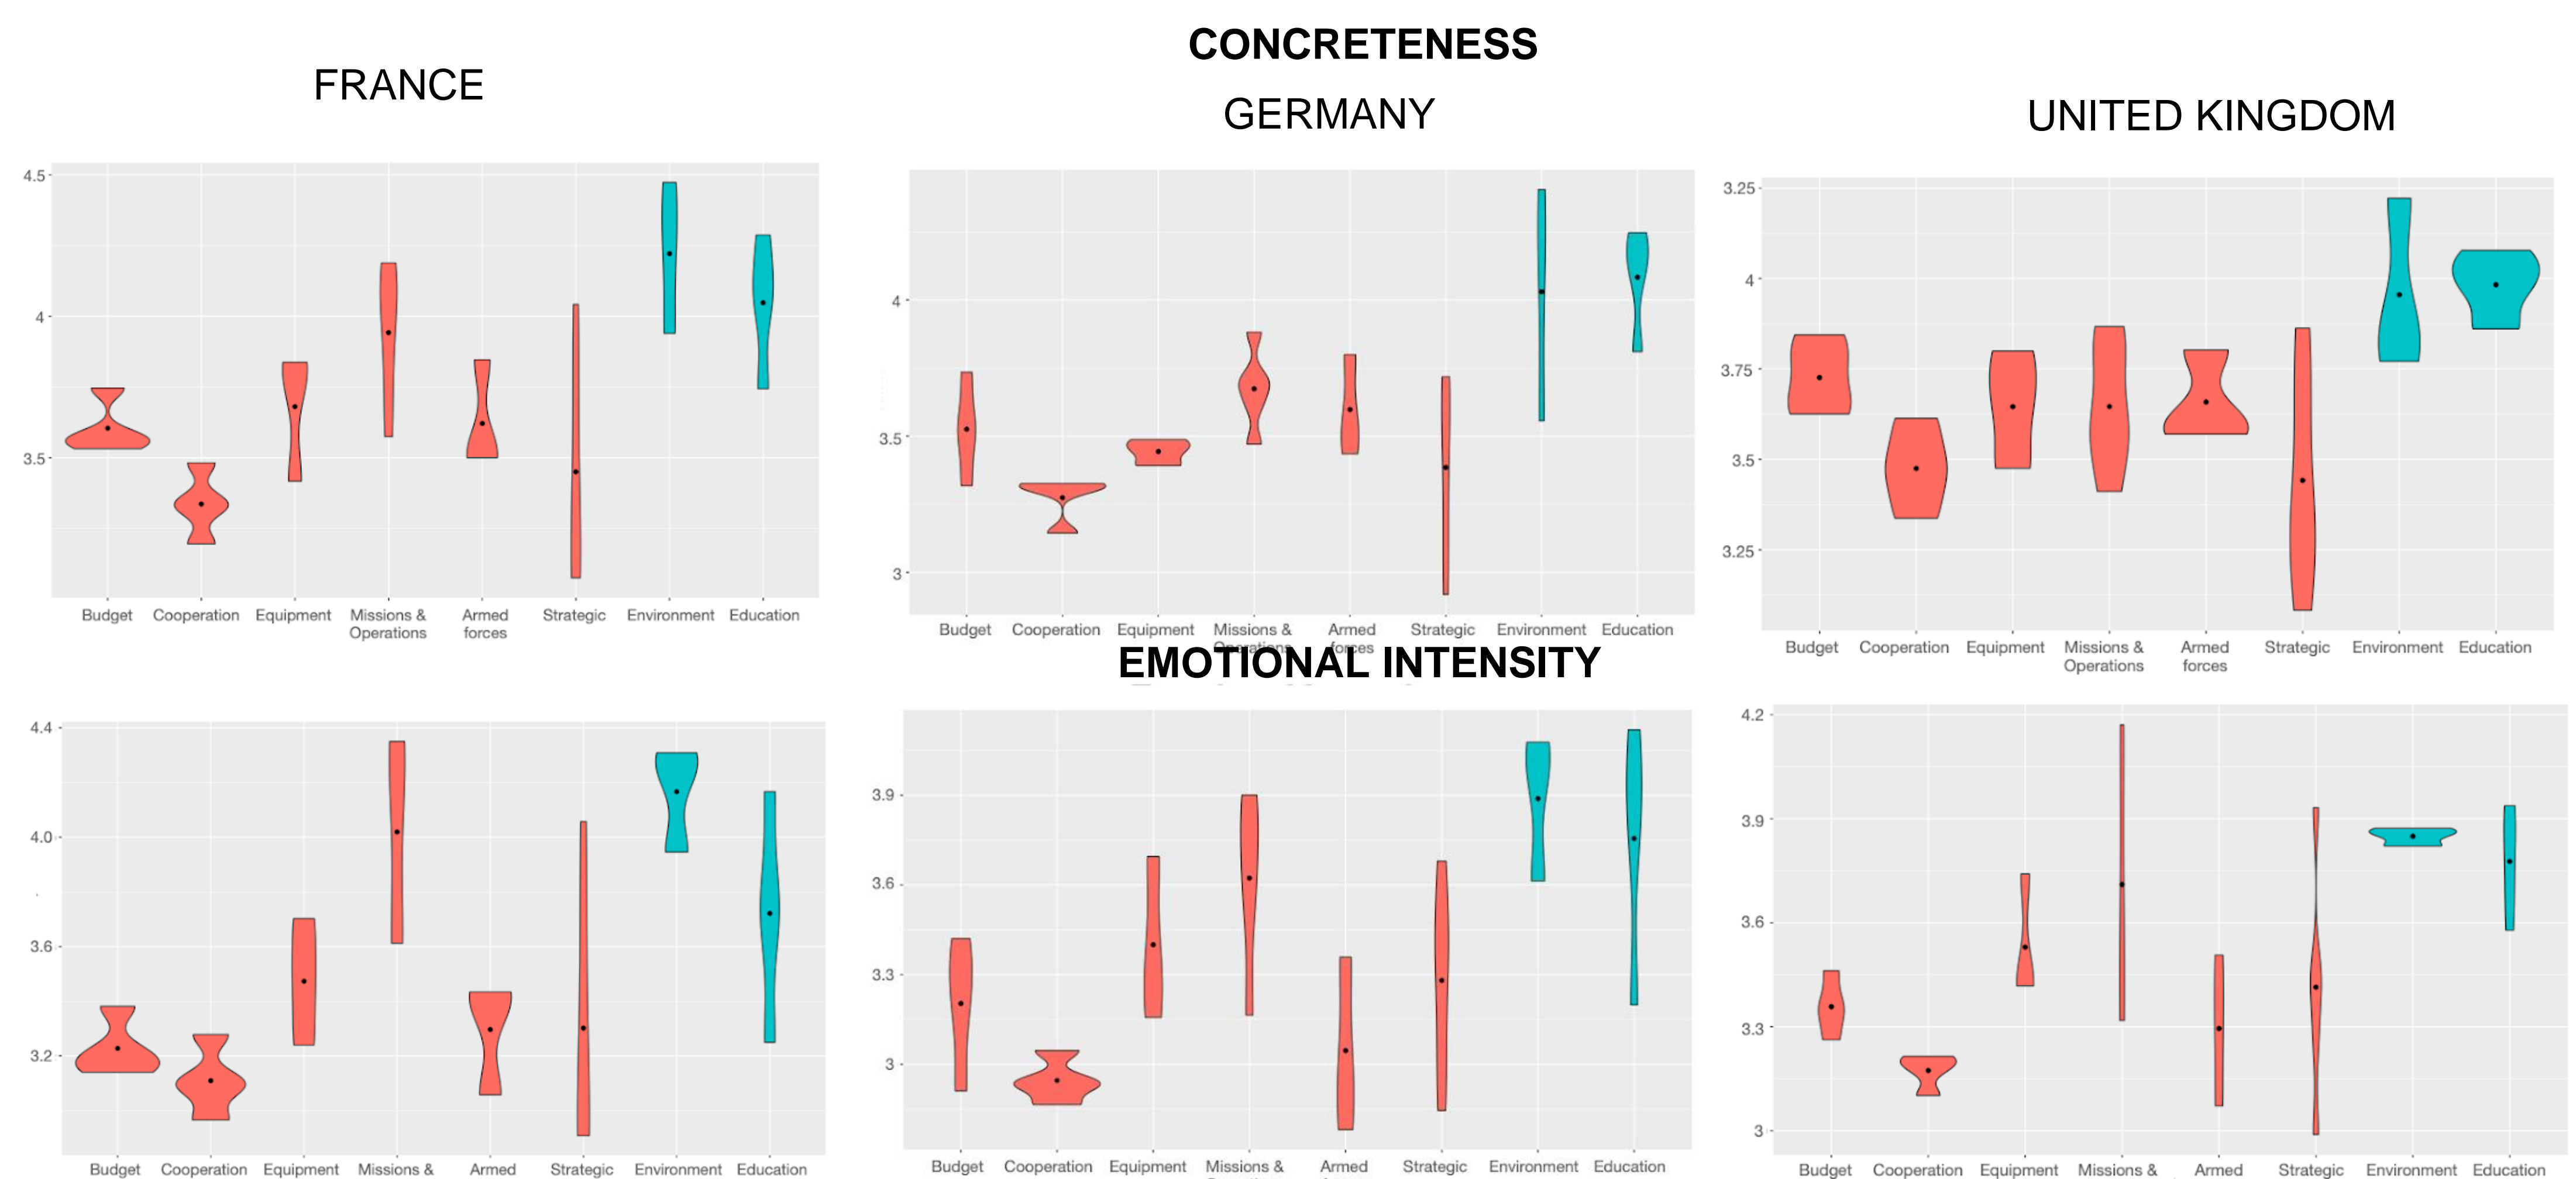 CONCRETENESS
FRANCE
GERMANY
UNITED KINGDOM
4.5
4
3.5
Budget Cooperation Equipment Missions & Armed Strategic Environment Education
Operations forces
4
3.5
3
Budget Cooperation Equipment Missions & Armed Strategic Environment Education
Operations forces
3.25
4
3.75
3.5
3.25
Budget Cooperation Equipment Missions & Armed Strategic Environment Education
Operations forces
EMOTIONAL INTENSITY
4.4
4.0
3.6
3.2
Budget Cooperation Equipment Missions & Armed Strategic Environment Education
3.9
3.6
3.3
3
Budget Cooperation Equipment Missions & Armed Strategic Environment Education
4.2
3.9
3.6
3.3
3
Budget Cooperation Equipment Missions & Armed Strategic Environment Education